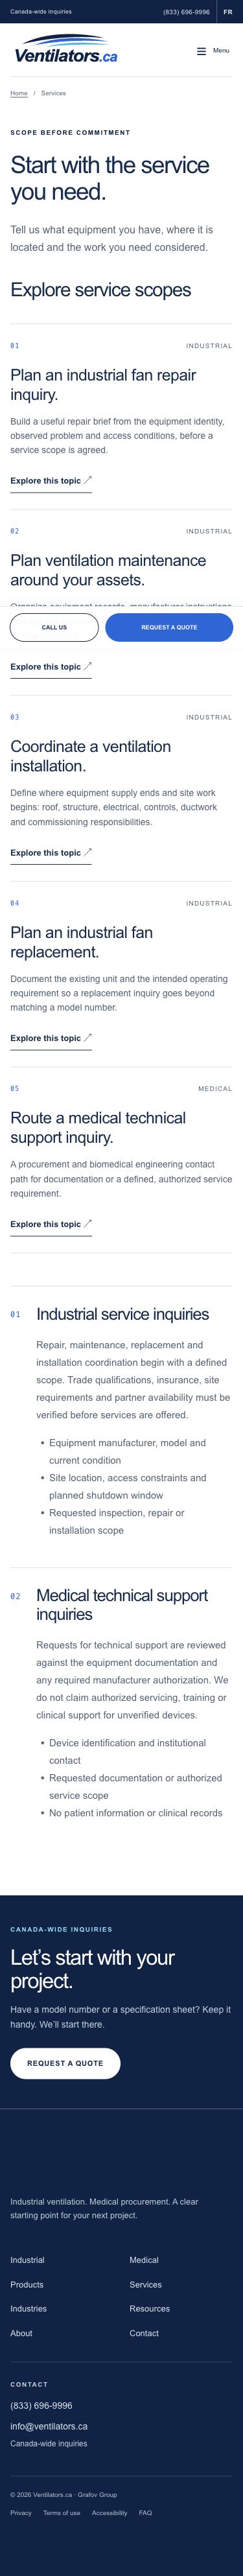 Canada-wide inquiries
(833) 696-9996
FR
Ventilators.ca
Menu
Home / Services
SCOPE BEFORE COMMITMENT
Start with the service
you need.
Tell us what equipment you have, where it is
located and the work you need considered.
Explore service scopes
01
INDUSTRIAL
Plan an industrial fan repair
inquiry.
Build a useful repair brief from the equipment identity,
observed problem and access conditions, before a
service scope is agreed.
Explore this topic
02
INDUSTRIAL
Plan ventilation maintenance
around your assets.
CALL US
REQUEST A QUOTE
Explore this topic
03
INDUSTRIAL
Coordinate a ventilation
installation.
Define where equipment supply ends and site work
begins: roof, structure, electrical, controls, ductwork
and commissioning responsibilities.
Explore this topic
04
INDUSTRIAL
Plan an industrial fan
replacement.
Document the existing unit and the intended operating
requirement so a replacement inquiry goes beyond
matching a model number.
Explore this topic
05
MEDICAL
Route a medical technical
support inquiry.
A procurement and biomedical engineering contact
path for documentation or a defined, authorized service
requirement.
Explore this topic
01
Industrial service inquiries
Repair, maintenance, replacement and
installation coordination begin with a defined
scope. Trade qualifications, insurance, site
requirements and partner availability must be
verified before services are offered.
• Equipment manufacturer, model and
current condition
• Site location, access constraints and
planned shutdown window
• Requested inspection, repair or
installation scope
02
Medical technical support
inquiries
Requests for technical support are reviewed
against the equipment documentation and
any required manufacturer authorization. We
do not claim authorized servicing, training or
clinical support for unverified devices.
• Device identification and institutional
contact
• Requested documentation or authorized
service scope
• No patient information or clinical records
CANADA-WIDE INQUIRIES
Let's start with your
project.
Have a model number or a specification sheet? Keep it
handy. We'll start there.
REQUEST A QUOTE
Industrial ventilation. Medical procurement. A clear
starting point for your next project.
Industrial
Medical
Products
Services
Industries
Resources
About
Contact
CONTACT
(833) 696-9996
info@ventilators.ca
Canada-wide inquiries
© 2026 Ventilators.ca · Grafov Group
Privacy
Terms of use
Accessibility
FAQ